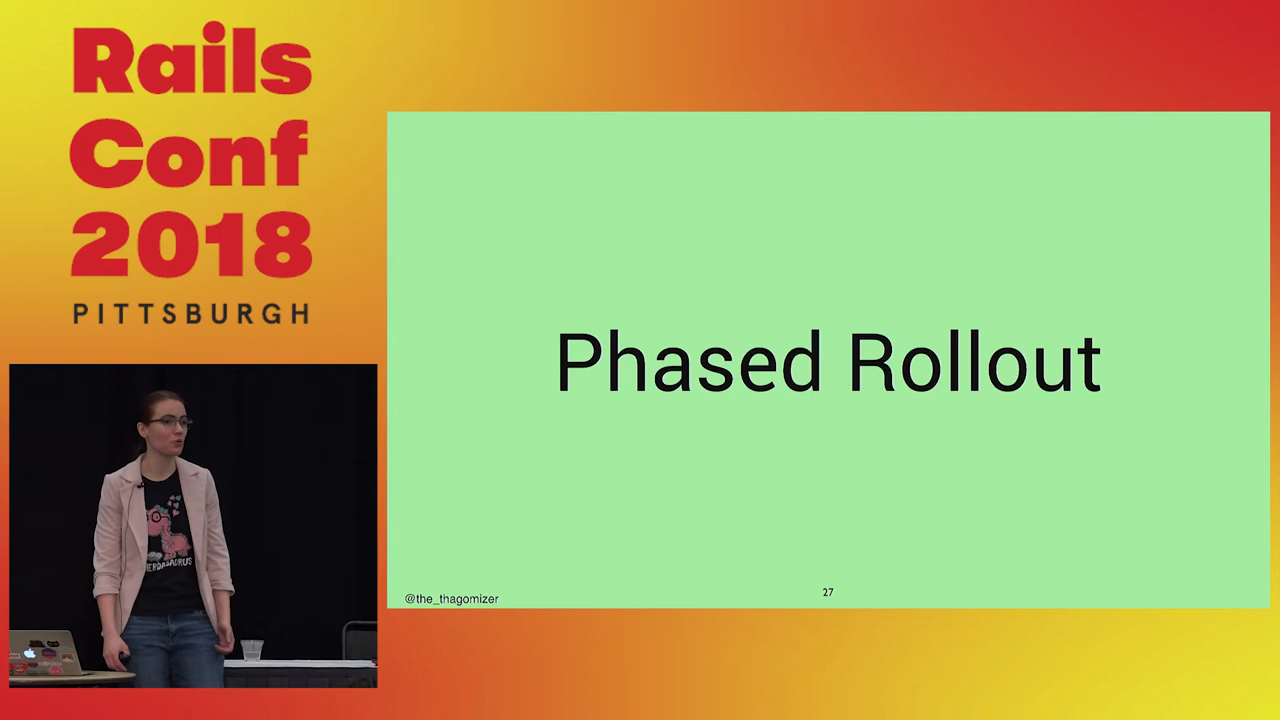 Rails
Conf
2018
PITTSBURGH
Phased Rollout
@the_thagomizer
27